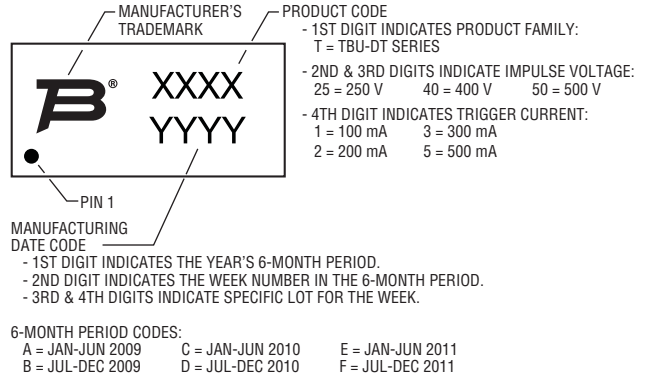 MANUFACTURER'S
TRADEMARK
PRODUCT CODE
- 1ST DIGIT INDICATES PRODUCT FAMILY:
T = TBU-DT SERIES
- 2ND & 3RD DIGITS INDICATE IMPULSE VOLTAGE:
25 = 250 V 40 = 400 V 50 = 500 V
- 4TH DIGIT INDICATES TRIGGER CURRENT:
1 = 100 mA 3 = 300 mA
2 = 200 mA 5 = 500 mA
B®
XXXX
YYYY
PIN 1
MANUFACTURING
DATE CODE
- 1ST DIGIT INDICATES THE YEAR'S 6-MONTH PERIOD.
- 2ND DIGIT INDICATES THE WEEK NUMBER IN THE 6-MONTH PERIOD.
- 3RD & 4TH DIGITS INDICATE SPECIFIC LOT FOR THE WEEK.
6-MONTH PERIOD CODES:
A = JAN-JUN 2009 C = JAN-JUN 2010 E = JAN-JUN 2011
B = JUL-DEC 2009 D = JUL-DEC 2010 F = JUL-DEC 2011